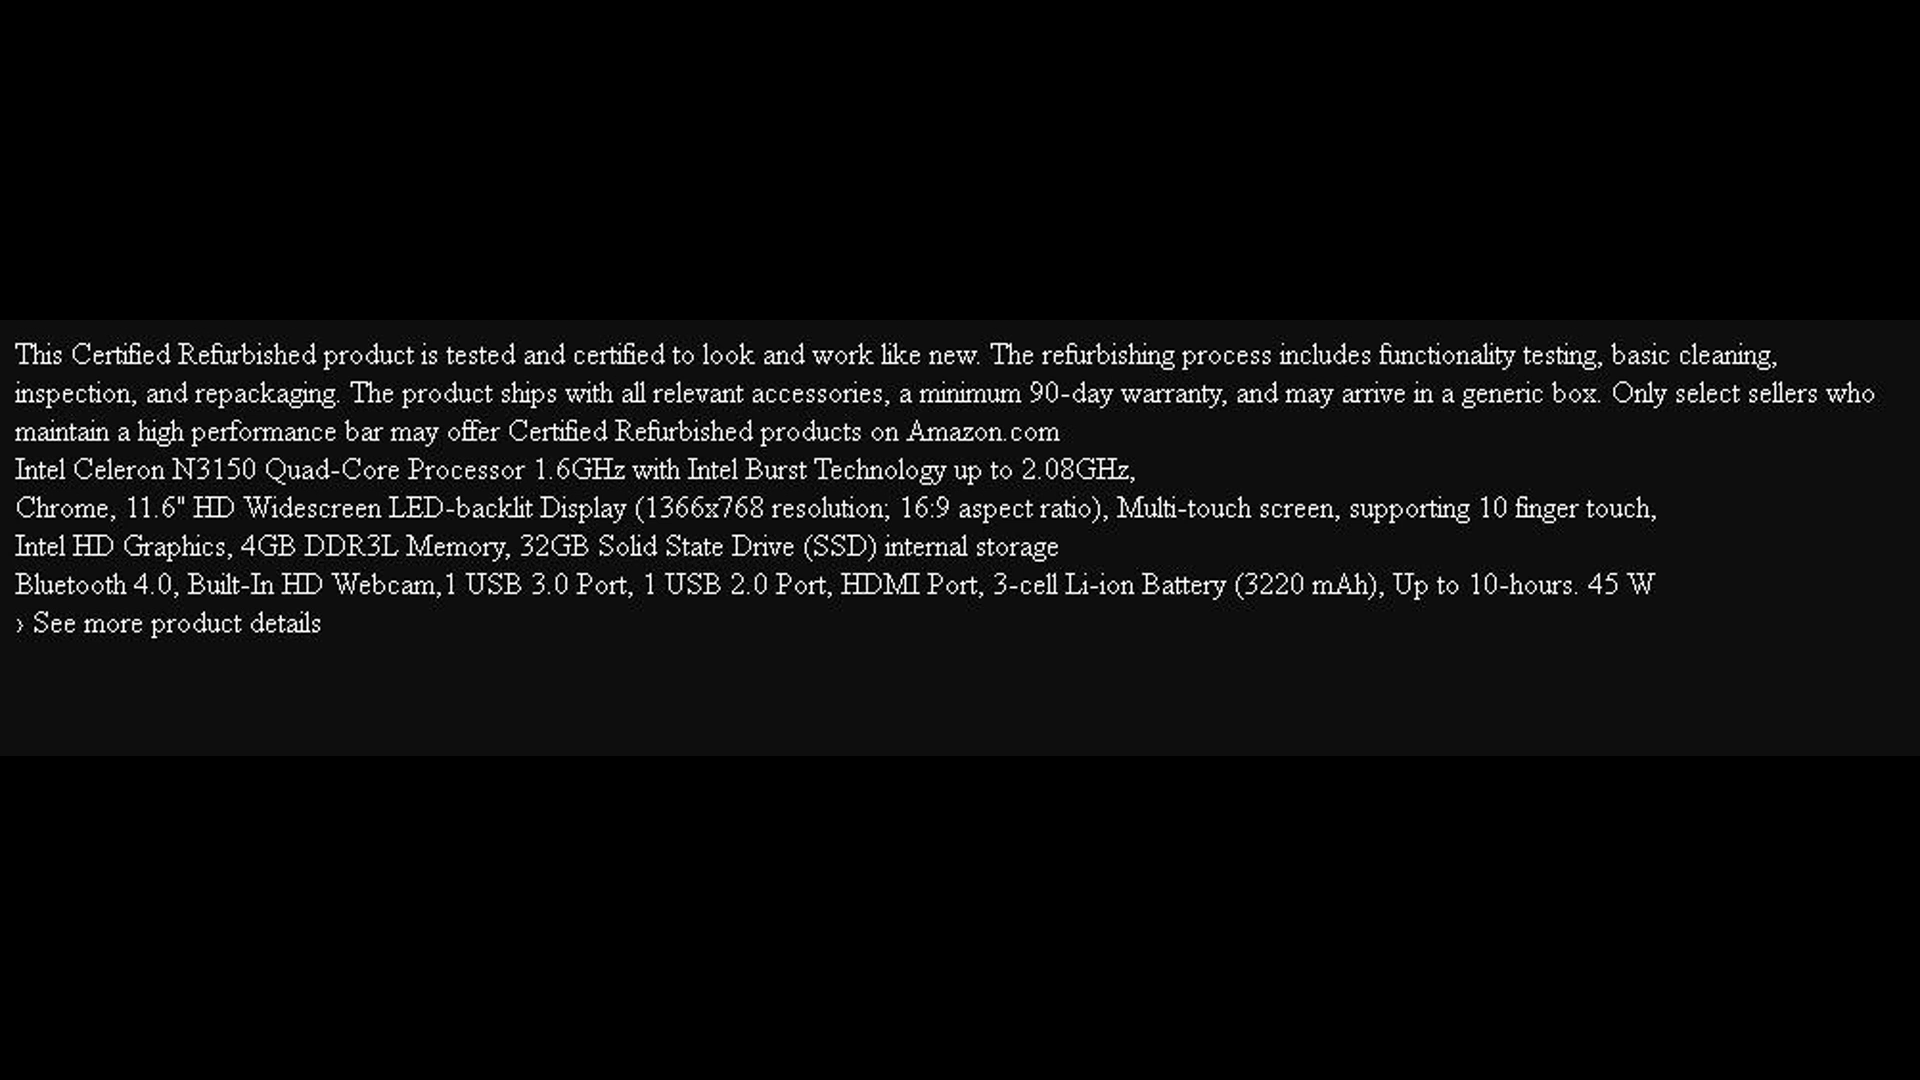 This Certified Refurbished product is tested and certified to look and work like new. The refurbishing process includes functionality testing, basic cleaning,
inspection, and repackaging. The product ships with all relevant accessories, a minimum 90-day warranty, and may arrive in a generic box. Only select sellers who
maintain a high performance bar may offer Certified Refurbished products on Amazon.com
Intel Celeron N3150 Quad-Core Processor 1.6GHz with Intel Burst Technology up to 2.08GHz,
Chrome, 11.6" HD Widescreen LED-backlit Display (1366x768 resolution; 16:9 aspect ratio), Multi-touch screen, supporting 10 finger touch,
Intel HD Graphics, 4GB DDR3L Memory, 32GB Solid State Drive (SSD) internal storage
Bluetooth 4.0, Built-In HD Webcam,1 USB 3.0 Port, 1 USB 2.0 Port, HDMI Port, 3-cell Li-ion Battery (3220 mAh), Up to 10-hours. 45 W
› See more product details